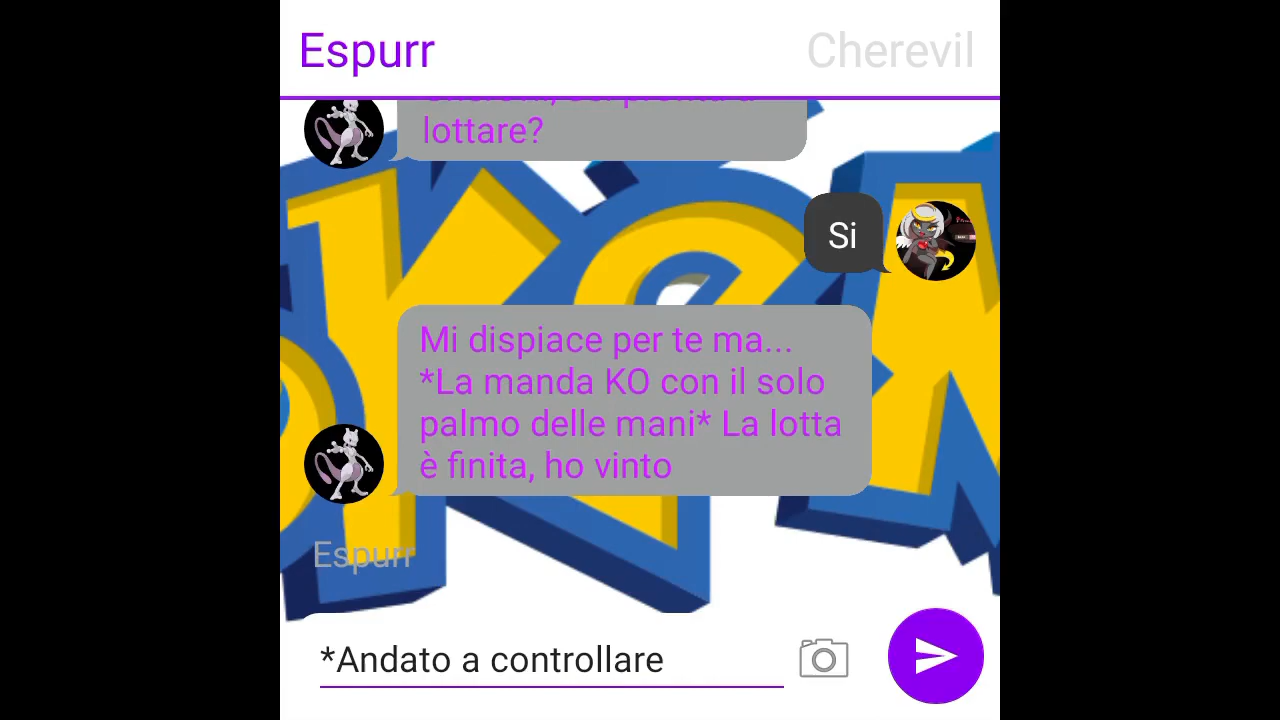 Espurr
Cherevil
lottare?
Si
Mi dispiace per te ma...
*La manda KO con il solo
palmo delle mani* La lotta
è finita, ho vinto
Espurr
*Andato a controllare